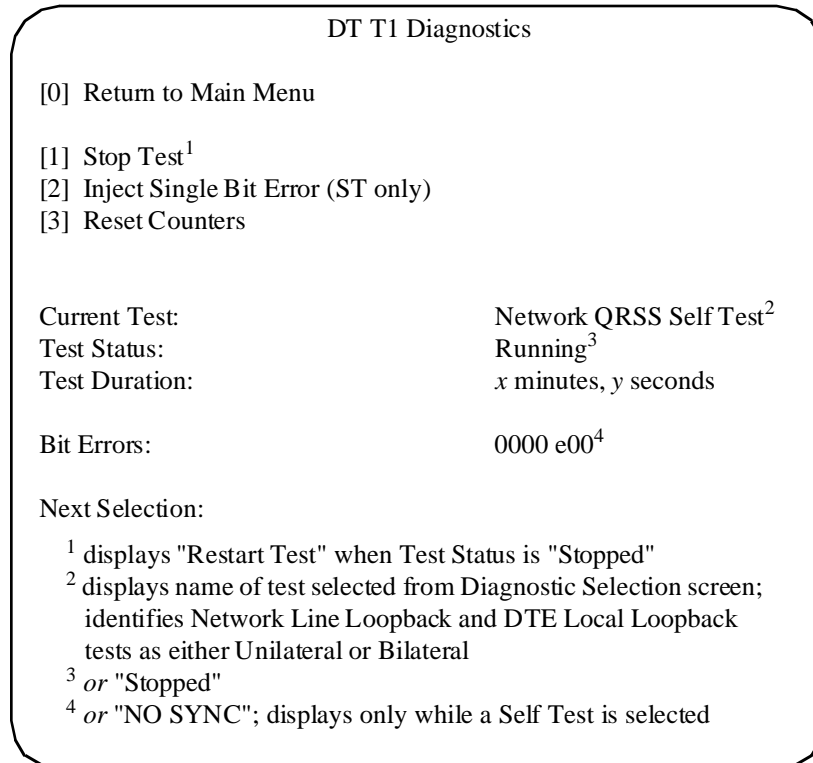 DT T1 Diagnostics
[0] Return to Main Menu
[1] Stop Test1
[2] Inject Single Bit Error (ST only)
[3] Reset Counters
Current Test: Network QRSS Self Test2
Test Status: Running3
Test Duration: x minutes, y seconds
Bit Errors: 0000 e004
Next Selection:
1 displays "Restart Test" when Test Status is "Stopped"
2 displays name of test selected from Diagnostic Selection screen;
identifies Network Line Loopback and DTE Local Loopback
tests as either Unilateral or Bilateral
3 or "Stopped"
4 or "NO SYNC"; displays only while a Self Test is selected